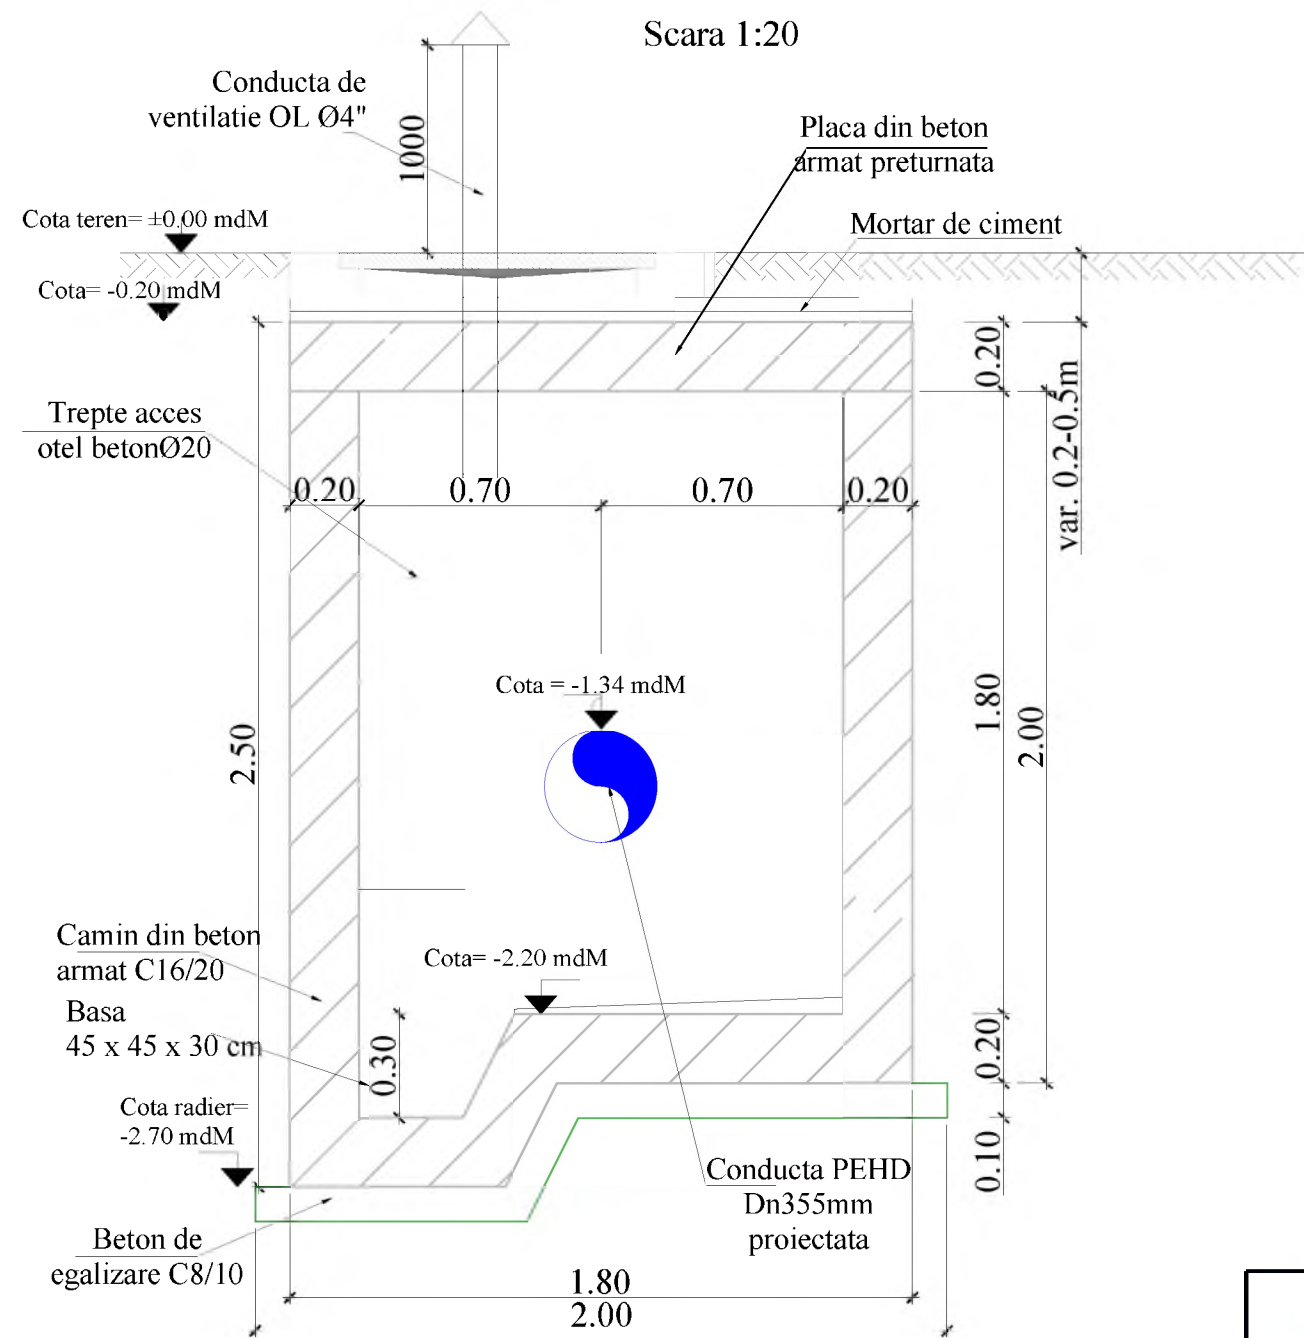 Scara 1:20
Conducta de
ventilatie OL Ø4"
1000
Placa din beton
armat preturnata
Cota teren= ±0,00 mdM
Mortar de ciment
Cota= -0.20 mdM
0.20
var. 0.2-0.5m
Trepte acces
otel betonØ20
0.20
0.70
0.70
0.20
Cota = -1.34 mdM
1.80
2.00
2.50
Camin din beton
armat C16/20
Cota= -2.20 mdM
Basa
45 x 45 x 30 cm
0.30
0.20
Cota radier=
-2.70 mdM
0.10
Conducta PEHD
Dn355mm
proiectata
Beton de
egalizare C8/10
1.80
2.00